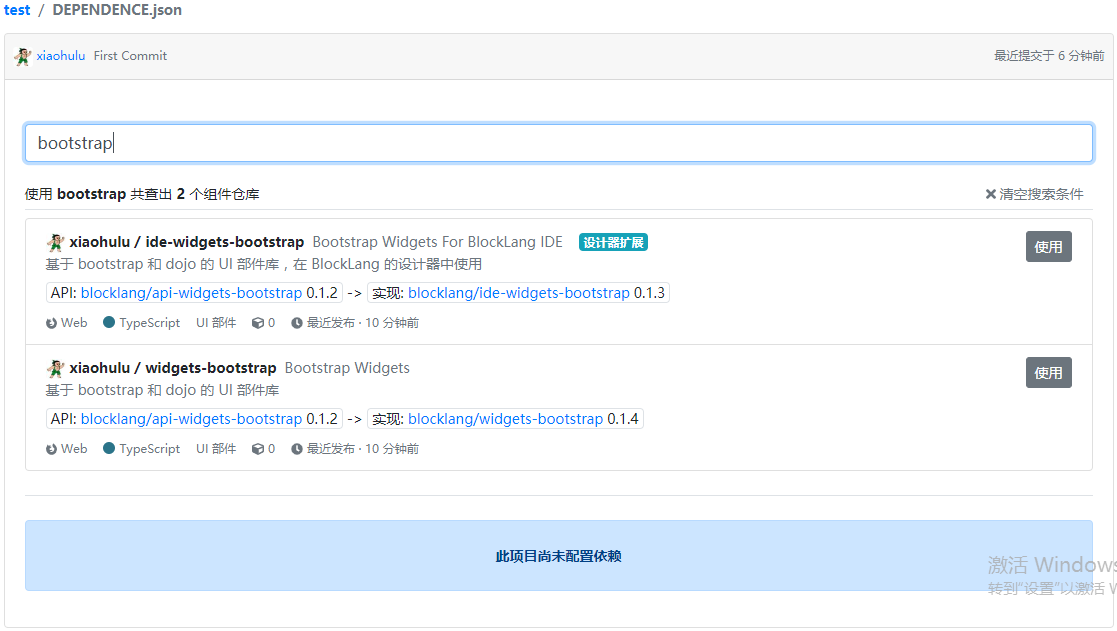 test / DEPENDENCE.json
xiaohulu First Commit 最近提交于 6 分钟前
bootstrap
使用 bootstrap 共查出 2 个组件仓库 清空搜索条件
xiaohulu / ide-widgets-bootstrap Bootstrap Widgets For BlockLang IDE 设计器扩展 使用
基于 bootstrap 和 dojo 的 UI 部件库，在 BlockLang 的设计器中使用
API: blocklang/api-widgets-bootstrap 0.1.2 -> 实现: blocklang/ide-widgets-bootstrap 0.1.3
Web TypeScript UI 部件 0 最近发布 · 10 分钟前
xiaohulu / widgets-bootstrap Bootstrap Widgets 使用
基于 bootstrap 和 dojo 的 UI 部件库
API: blocklang/api-widgets-bootstrap 0.1.2 -> 实现: blocklang/widgets-bootstrap 0.1.4
Web TypeScript UI 部件 0 最近发布 · 10 分钟前
此项目尚未配置依赖
激活 Windows
转到"设置"以激活 W